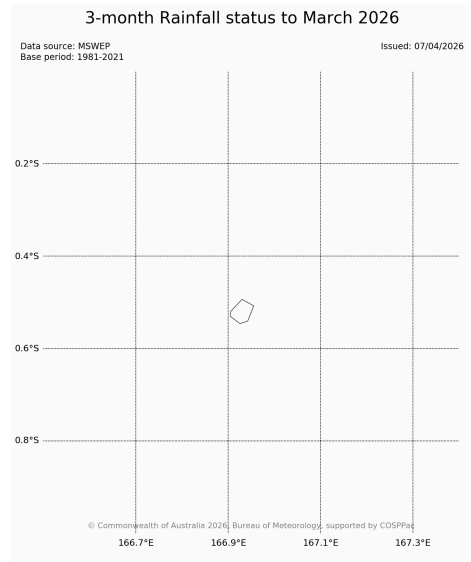 3-month Rainfall status to March 2026
Data source: MSWEP
Issued: 07/04/2026
Base period: 1981-2021
0.2°S
0.4°S
0.6°S
0.8°S
© Commonwealth of Australia 2026, Bureau of Meteorology, supported by COSPPac
166.7°E 166.9°E 167.1°E 167.3°E